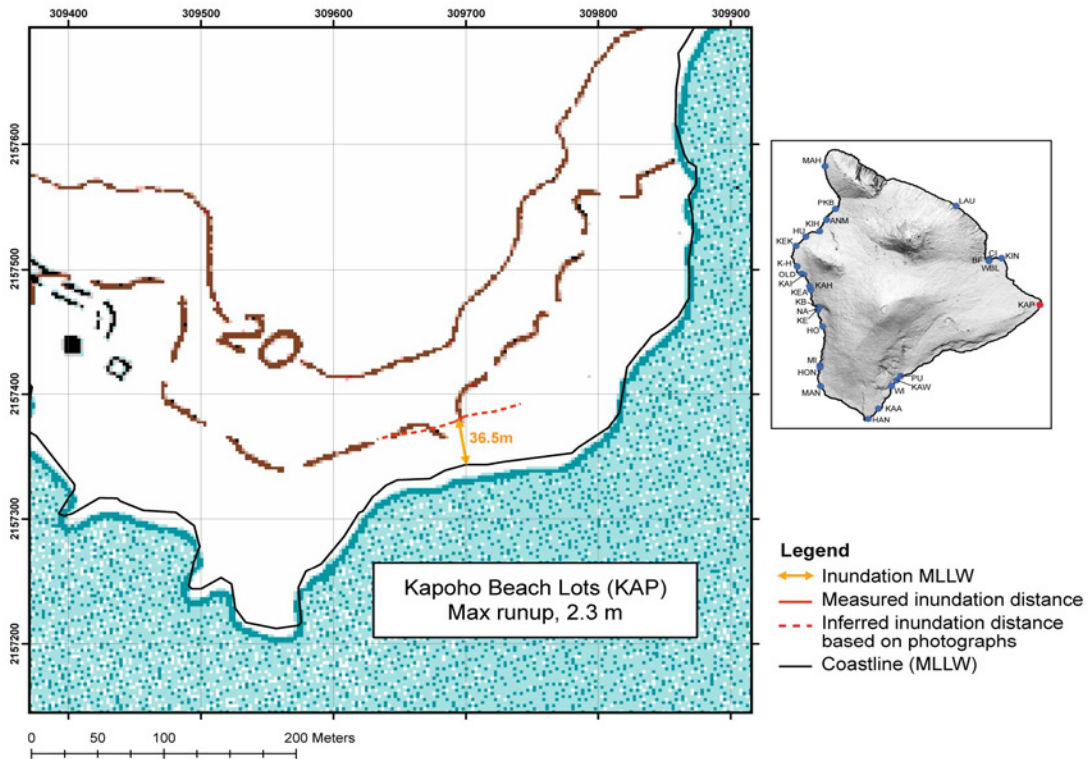 309400 309500 309600 309700 309800 309900
2157600
2157500
2157400
2157300
2157200
20
36.5m
Kapoho Beach Lots (KAP)
Max runup, 2.3 m
0 50 100 200 Meters
MAH
PKB
ANM
KIH
HU
KEK
K-H
OLD
KAI
KAH
KEA
KB
NA
KE
HO
MI
HON
MAN
LAU
CI
BF
WBL
KIN
KAP
PU
KAW
WI
KAA
HAN
Legend
Inundation MLLW
Measured inundation distance
Inferred inundation distance
based on photographs
Coastline (MLLW)